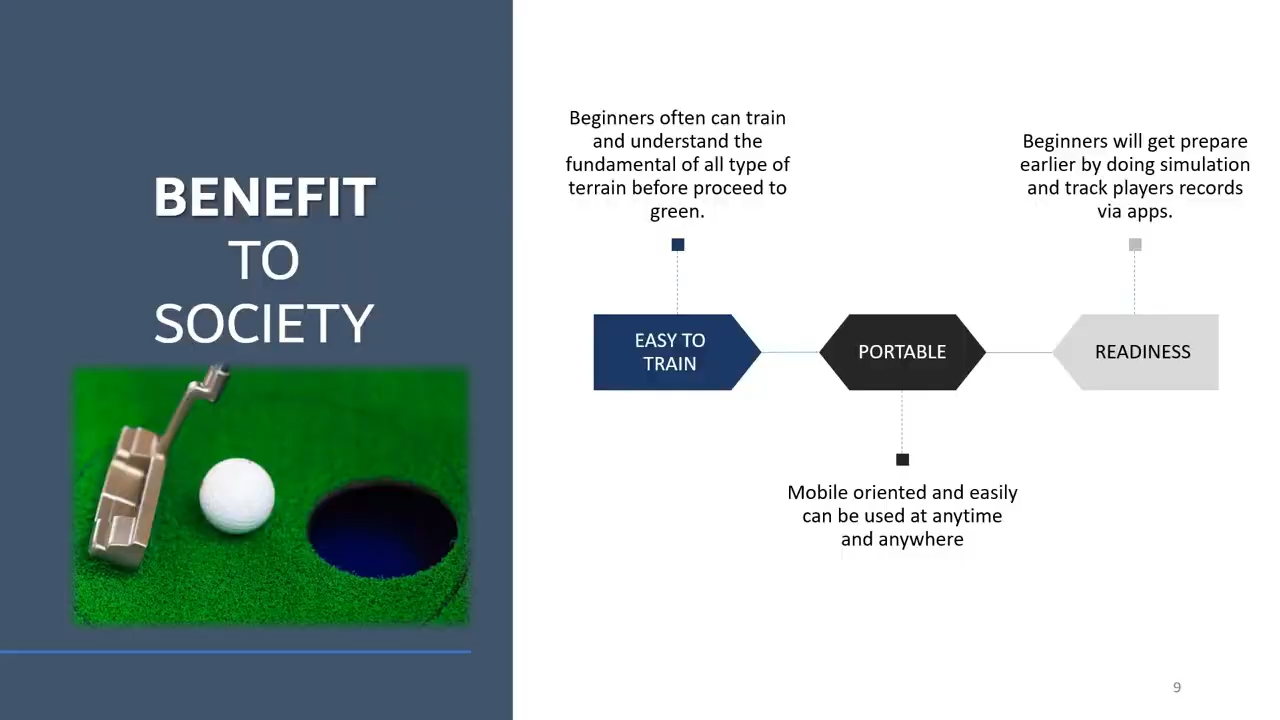 BENEFIT
TO
SOCIETY
Beginners often can train
and understand the
fundamental of all type of
terrain before proceed to
green.
Beginners will get prepare
earlier by doing simulation
and track players records
via apps.
EASY TO
TRAIN
PORTABLE
READINESS
Mobile oriented and easily
can be used at anytime
and anywhere
9